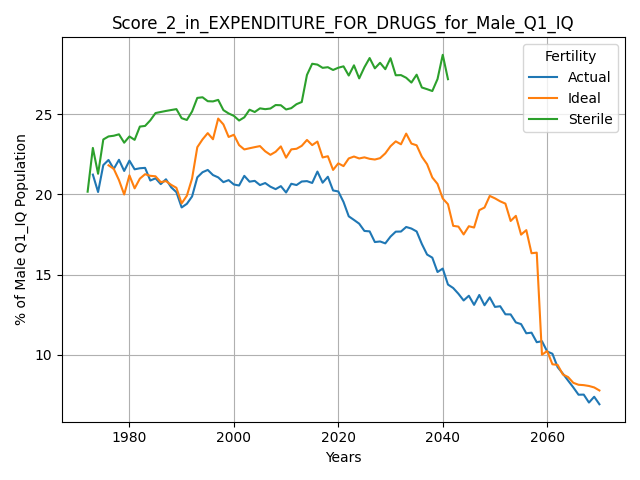 Score_2_in_EXPENDITURE_FOR_DRUGS_for_Male_Q1_IQ
Fertility
Actual
Ideal
Sterile
% of Male Q1_IQ Population
25
20
15
10
1980
2000
2020
2040
2060
Years